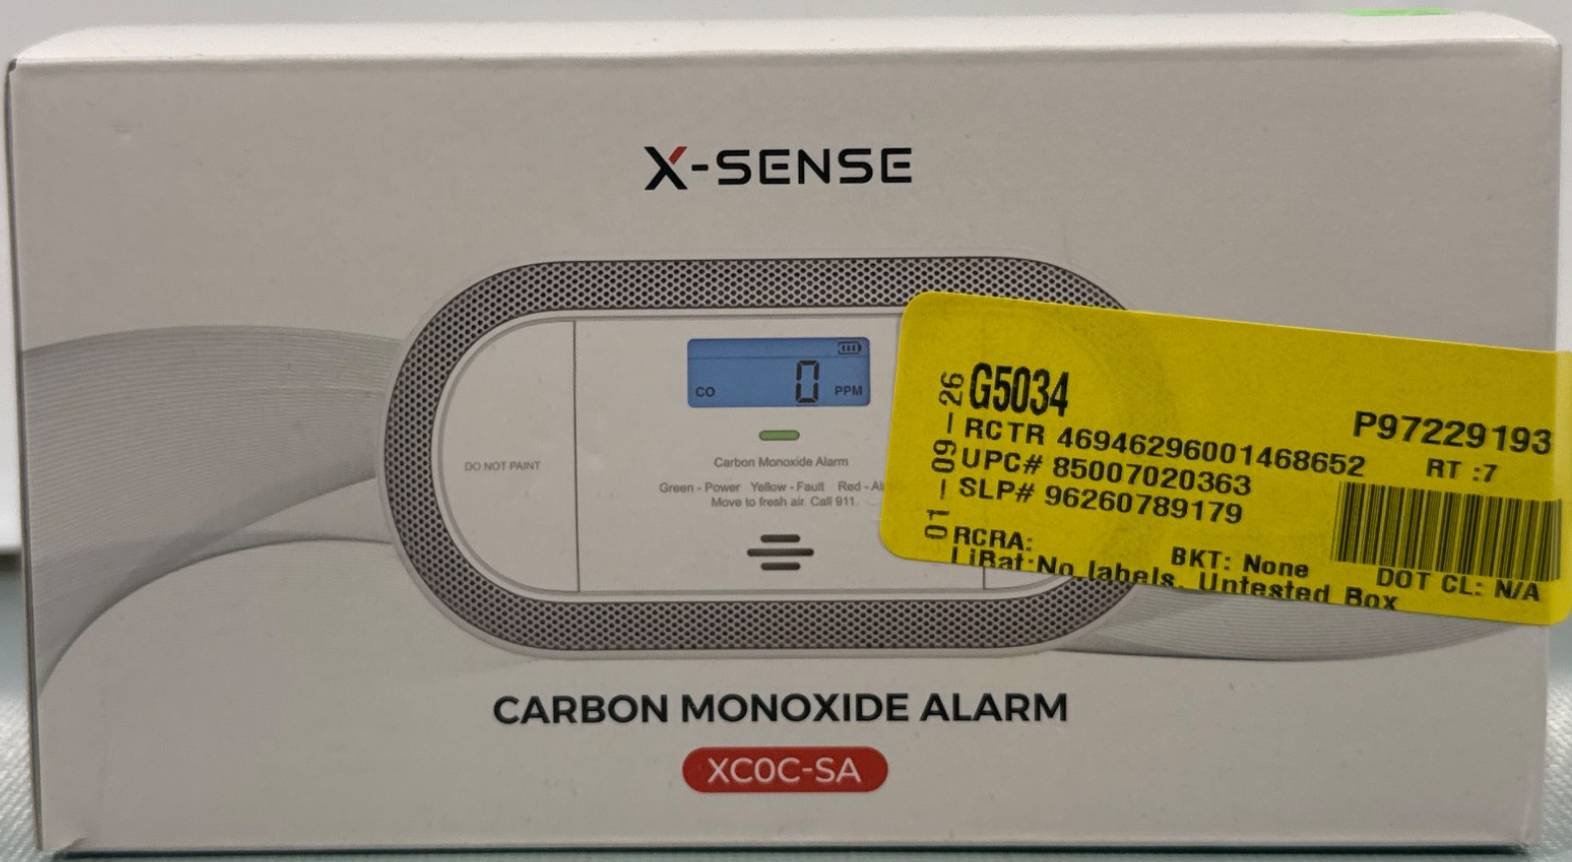 X-SENSE
CO 0 PPM
DO NOT PAINT
Carbon Monoxide Alarm
Green - Power Yellow - Fault Red -
Move to fresh air. Call 911.
01-09-26
G5034
P97229193
RCTR 46946296001468652
RT :7
UPC# 85007020363
SLP# 96260789179
RCRA:
BKT: None
DOT CL: N/A
LiBat:No labels, Untested Box
CARBON MONOXIDE ALARM
XC0C-SA